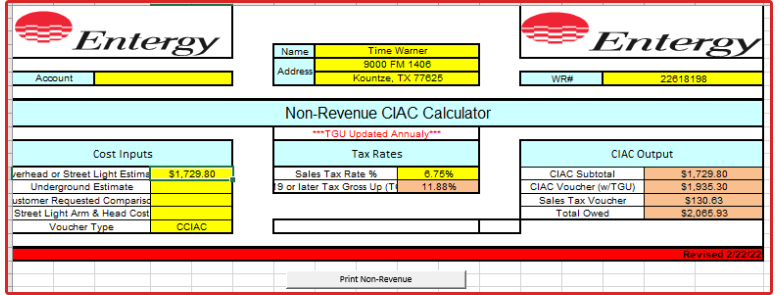 Entergy
Entergy
Name Time Warner
Address 9000 FM 1406
Kountze, TX 77625
Account
WR# 22618198
Non-Revenue CIAC Calculator
***TGU Updated Annualy***
Cost Inputs Tax Rates CIAC Output
verhead or Street Light Estima $1,729.80 Sales Tax Rate % 6.75% CIAC Subtotal $1,729.80
Underground Estimate 19 or later Tax Gross Up (T 11.88% CIAC Voucher (w/TGU) $1,935.30
ustomer Requested Compariso Sales Tax Voucher $130.63
Street Light Arm & Head Cost Total Owed $2,065.93
Voucher Type CCIAC
Revised 2/22/22
Print Non-Revenue